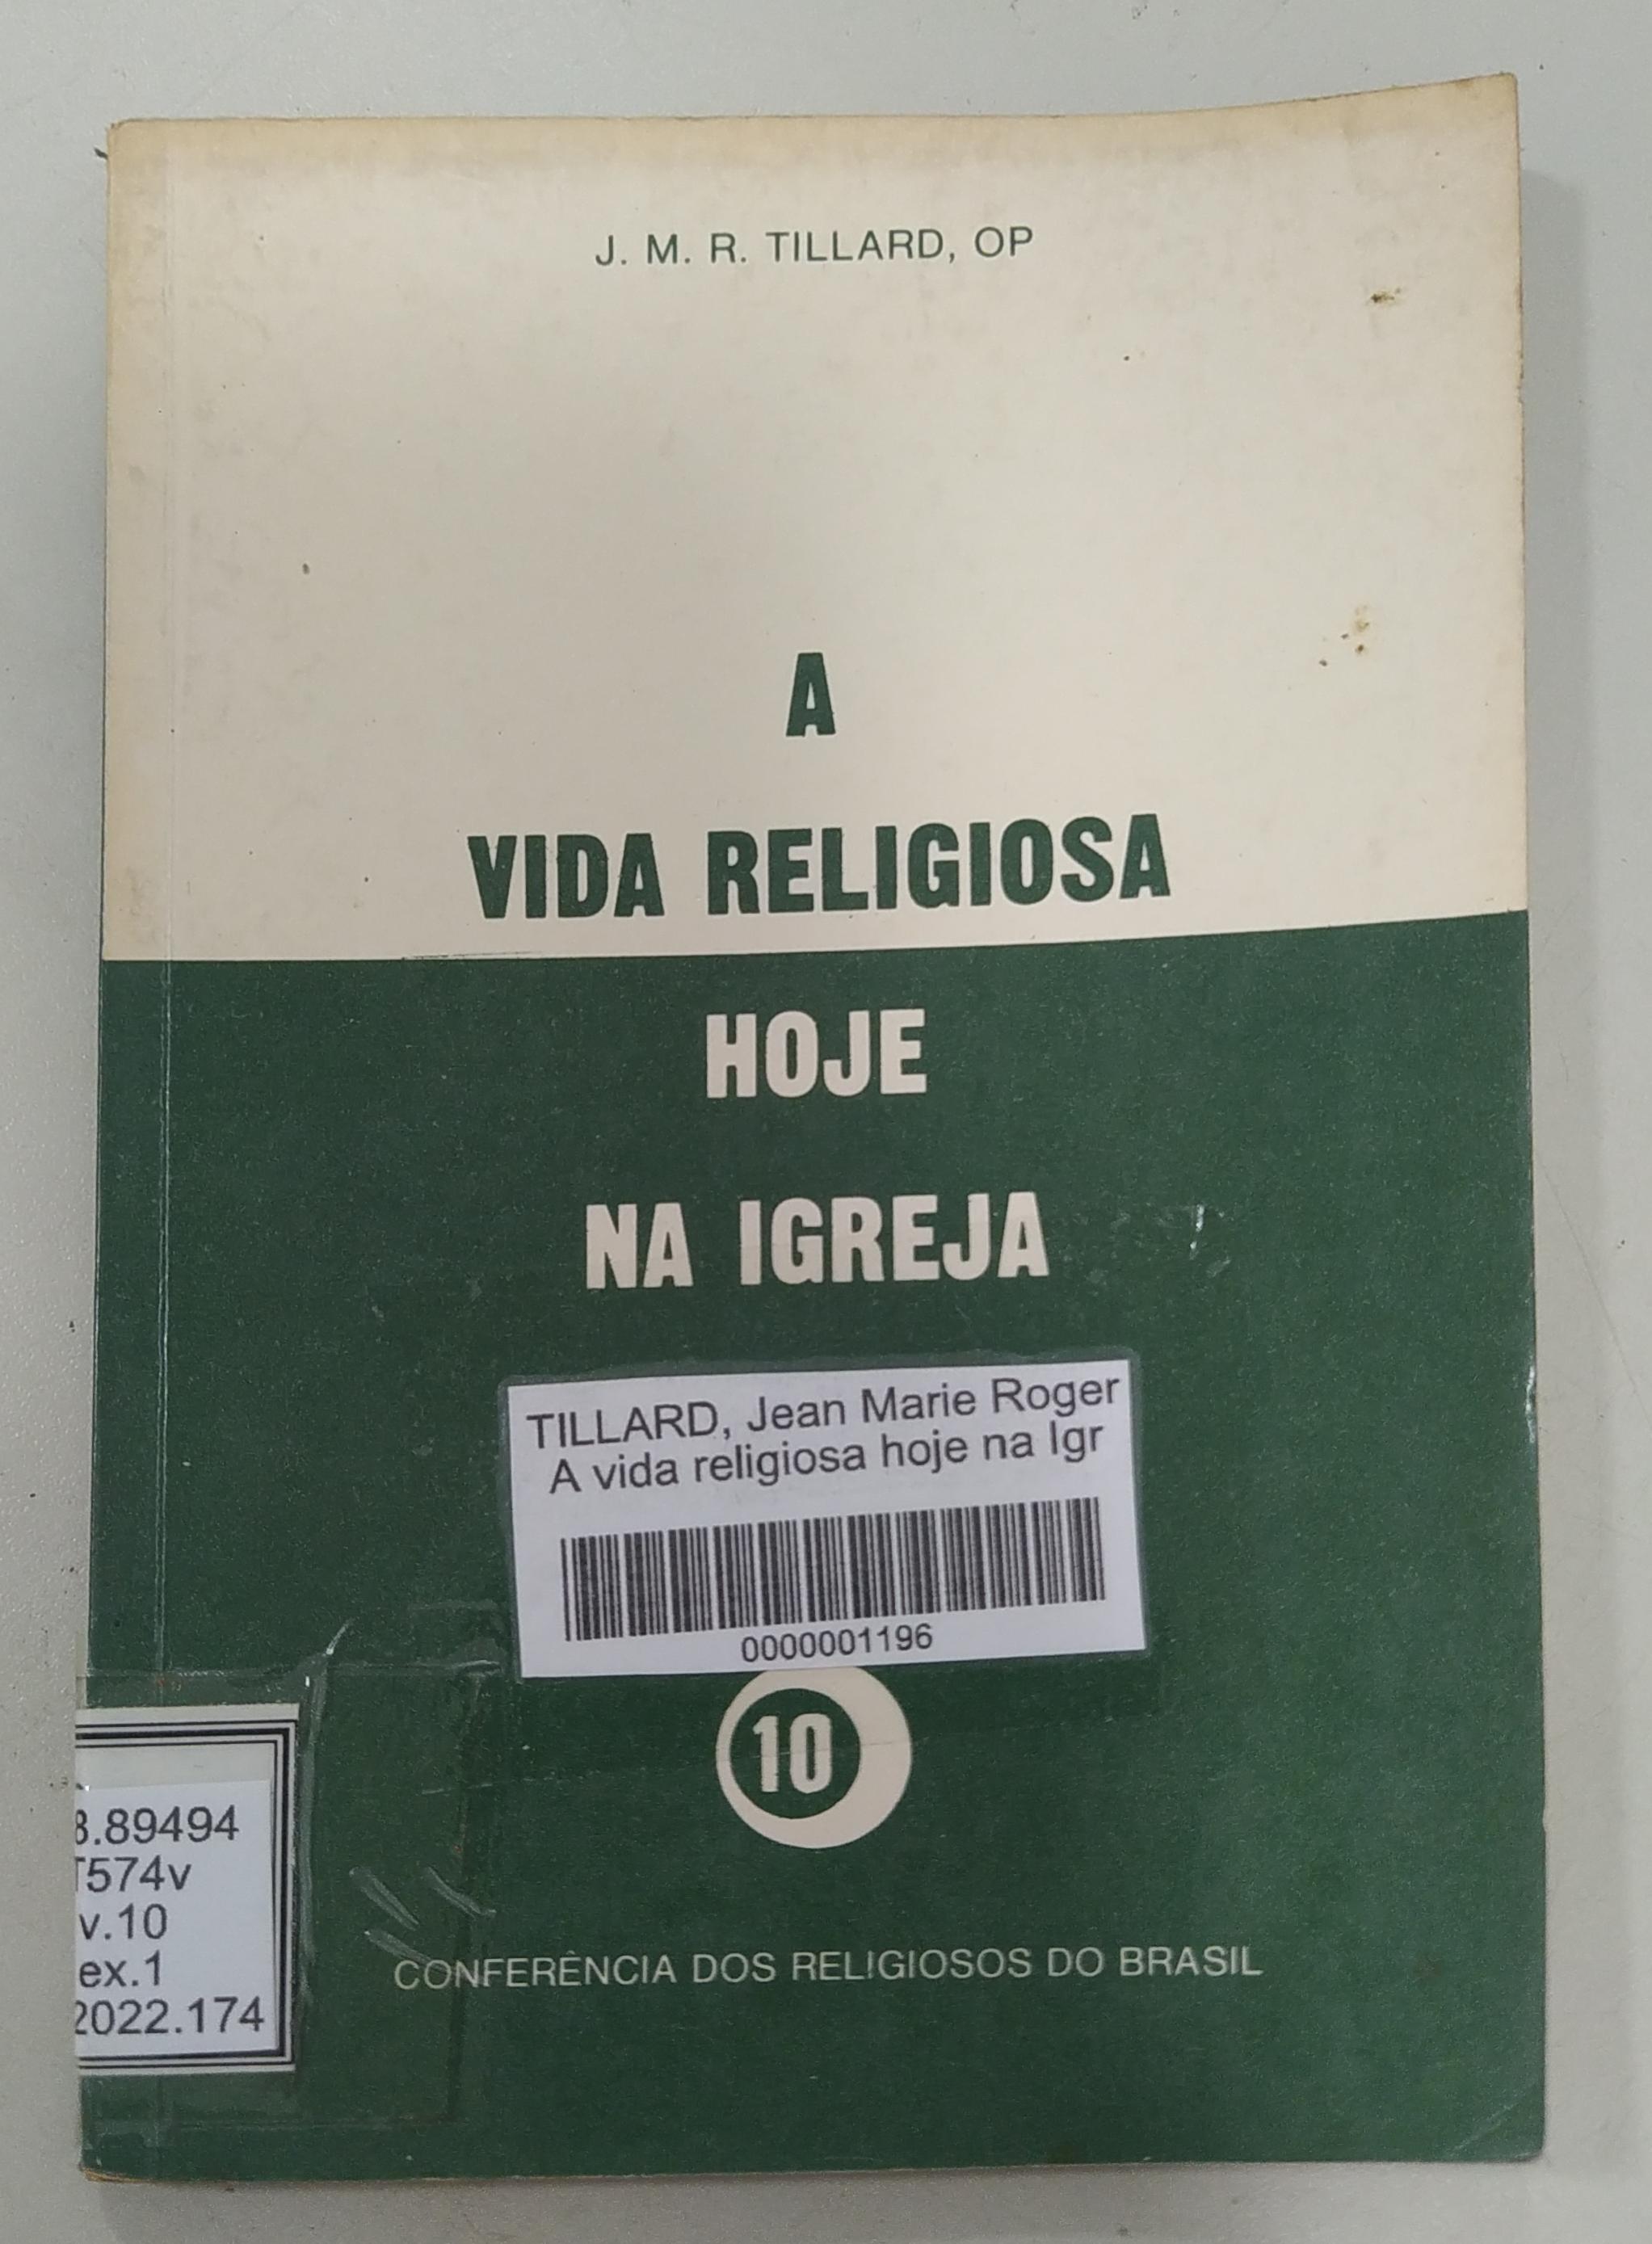 J. M. R. TILLARD, OP
A
VIDA RELIGIOSA
HOJE
NA IGREJA
TILLARD, Jean Marie Roger
A vida religiosa hoje na Igr
0000001196
10
8.89494
T574v
v.10
ex.1
2022.174
CONFERÊNCIA DOS RELIGIOSOS DO BRASIL